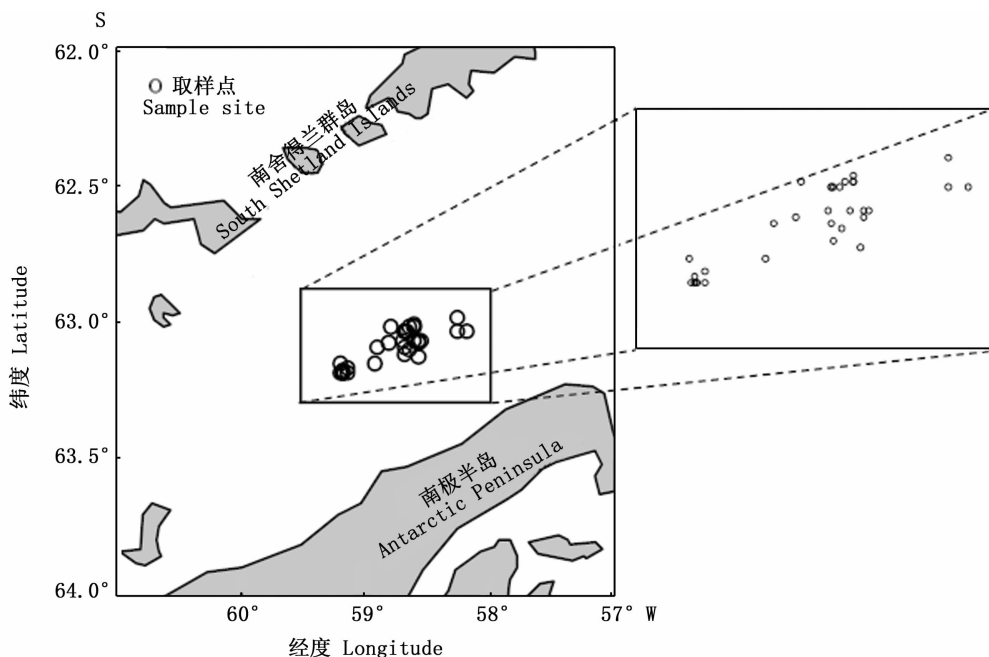 S
62.0°
取样点
Sample site
南舍得兰群岛
South Shetland Islands
62.5°
63.0°
纬度 Latitude
63.5°
南极半岛
Antarctic Peninsula
64.0°
60°
59°
58°
57° W
经度 Longitude